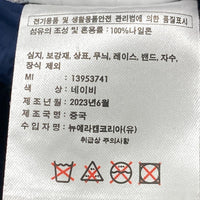 전기용품 및 생활용품안전 관리법에 의한 품질표시
섬유의 조성 및 혼용률 : 100%나일론
심지, 보강재, 상표, 무늬, 레이스, 밴드, 자수,
장식 제외
MI : 13953741
색 상 : 네이비
제 조 년 월 : 2023년6월
제 조 국 : 중국
수 입 자 명 : 뉴에라캡코리아(유)
취급상 주의사항